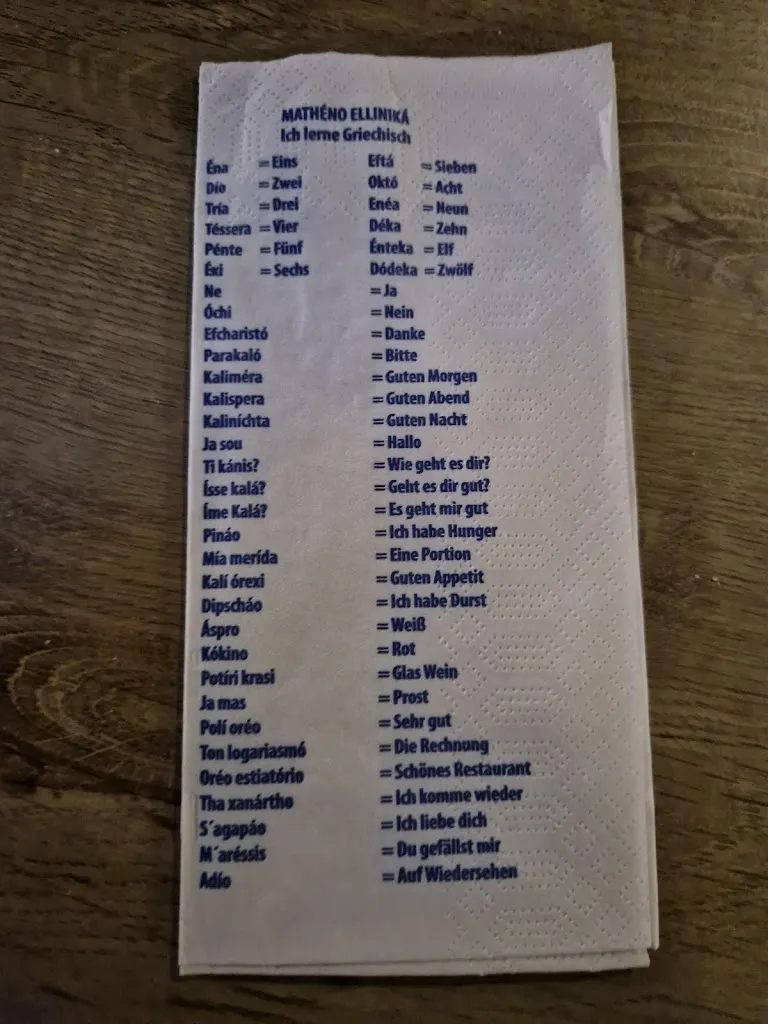 MATHÉNO ELLINIKÁ
Ich lerne Griechisch
Éna = Eins Eftá = Sieben
Dío = Zwei Októ = Acht
Tría = Drei Enéa = Neun
Téssera = Vier Déka = Zehn
Pénte = Fünf Énteka = Elf
Éxi = Sechs Dódeka = Zwölf
Ne = Ja
Óchi = Nein
Efcharistó = Danke
Parakaló = Bitte
Kaliméra = Guten Morgen
Kalispera = Guten Abend
Kaliníchta = Guten Nacht
Ja sou = Hallo
Ti kánis? = Wie geht es dir?
Ísse kalá? = Geht es dir gut?
Íme Kalá? = Es geht mir gut
Pináo = Ich habe Hunger
Mía merída = Eine Portion
Kalí órexi = Guten Appetit
Dipscháo = Ich habe Durst
Áspro = Weiß
Kókino = Rot
Potíri krasi = Glas Wein
Ja mas = Prost
Polí oréo = Sehr gut
Ton logariasmó = Die Rechnung
Oréo estiatório = Schönes Restaurant
Tha xanártho = Ich komme wieder
S´agapáo = Ich liebe dich
M´aréssis = Du gefällst mir
Adío = Auf Wiedersehen